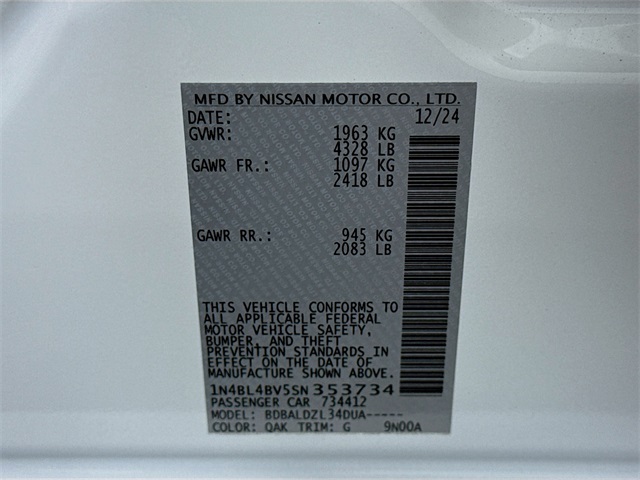 MFD BY NISSAN MOTOR CO., LTD.
DATE: 12/24
GVWR: 1963 KG
4328 LB
GAWR FR.: 1097 KG
2418 LB
GAWR RR.: 945 KG
2083 LB
THIS VEHICLE CONFORMS TO
ALL APPLICABLE FEDERAL
MOTOR VEHICLE SAFETY,
BUMPER, AND THEFT
PREVENTION STANDARDS IN
EFFECT ON THE DATE OF
MANUFACTURE SHOWN ABOVE.
1N4BL4BV5SN353734
PASSENGER CAR 734412
MODEL: BDBALDZL34DUA-----
COLOR: QAK TRIM: G 9N00A